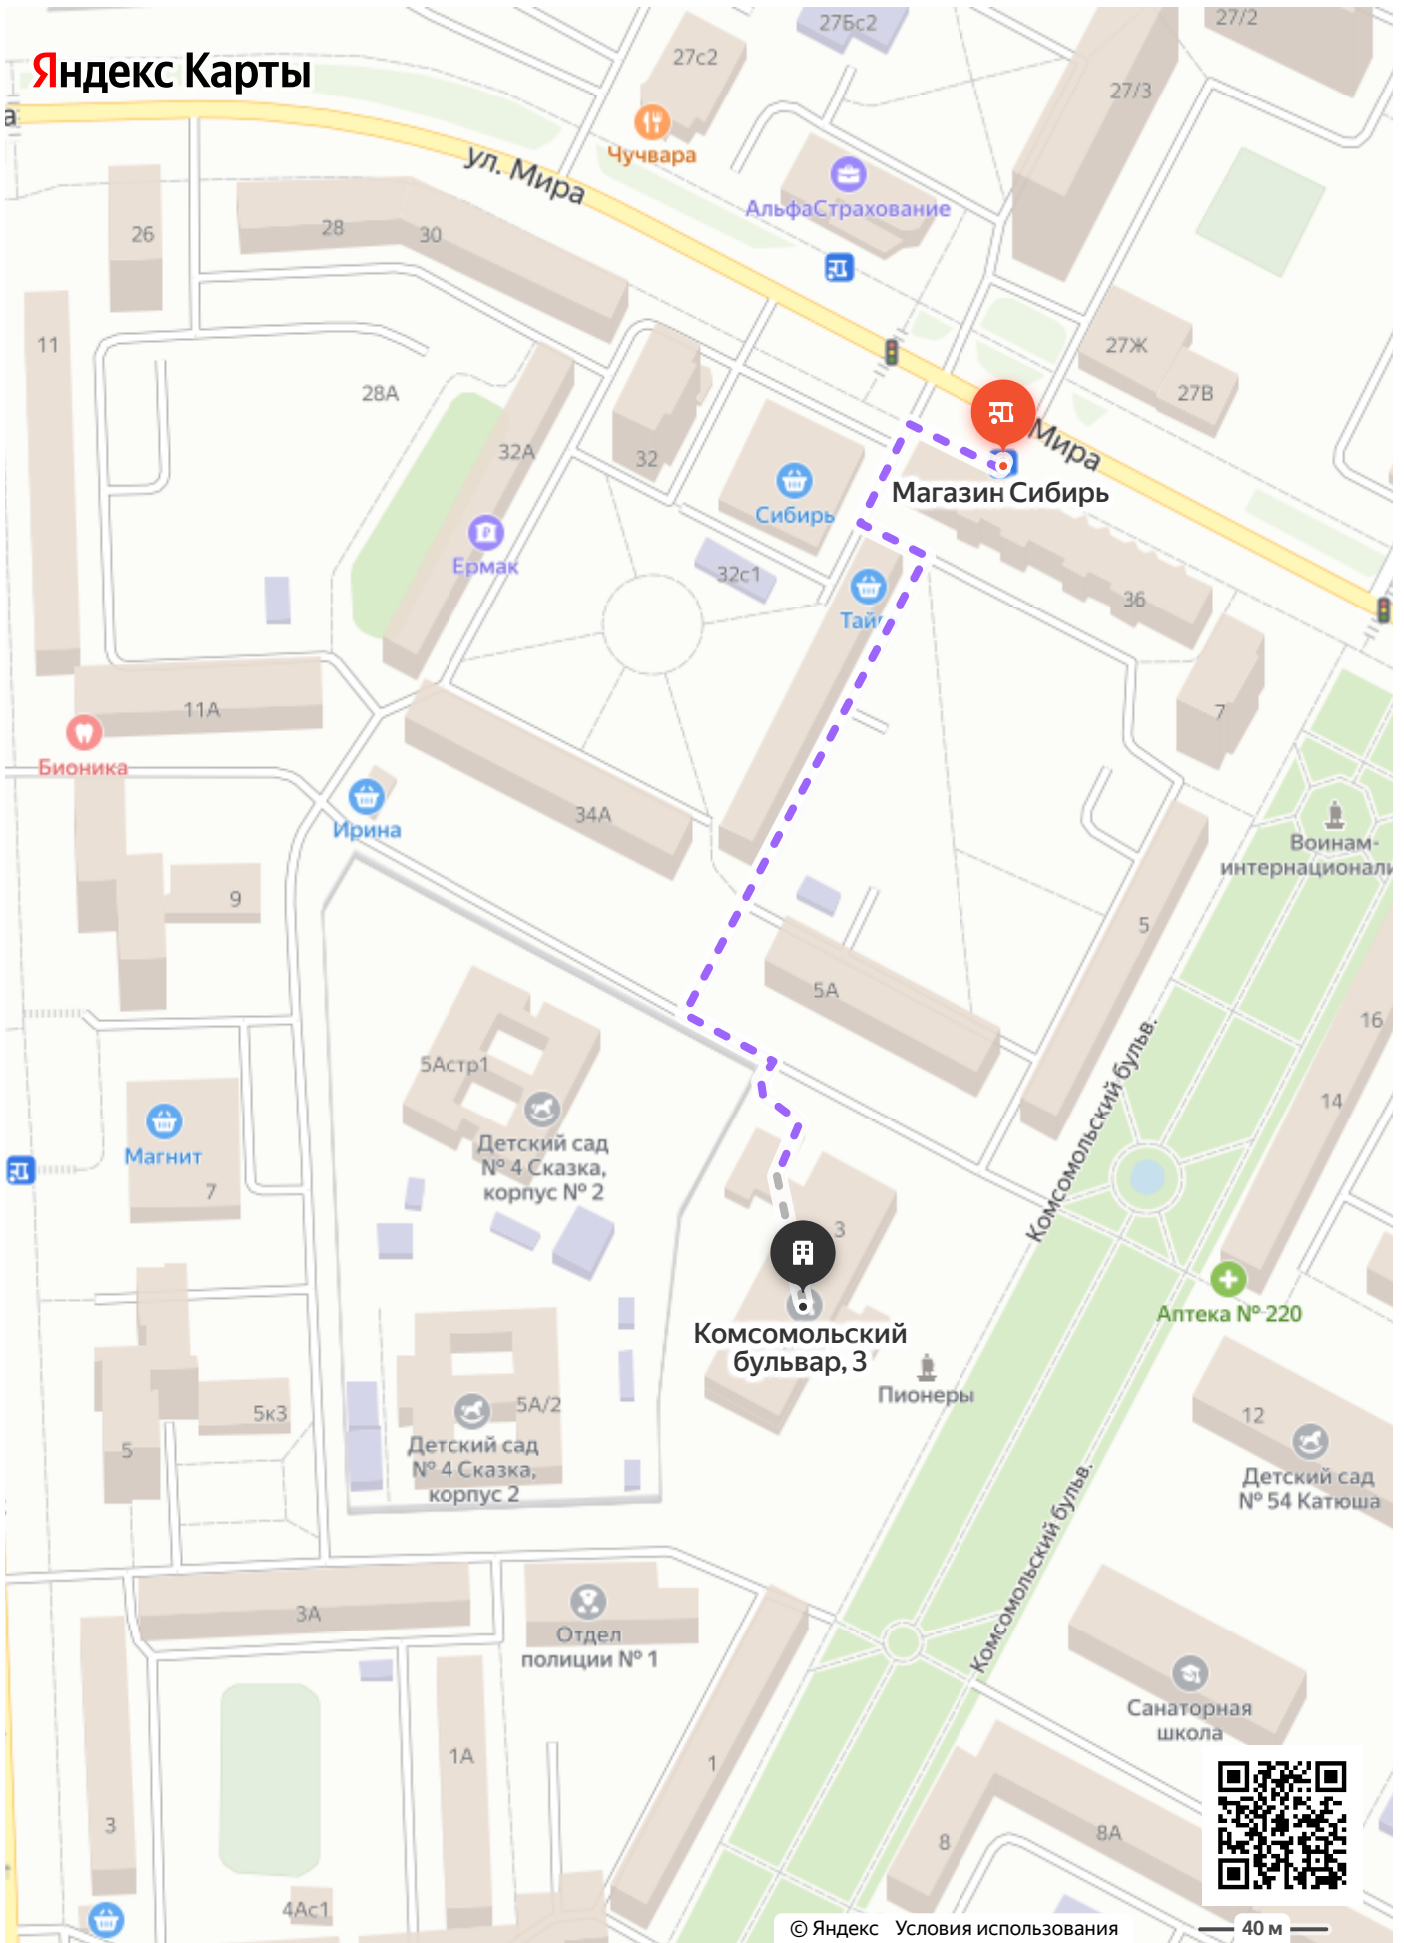 27Бс2
27/2
27с2
Яндекс Карты
27/3
а
Чучвара
ул. Мира
АльфаСтрахование
26
28
30
11
27Ж
28А
27В
Мира
32А
32
Магазин Сибирь
Сибирь
Ермак
32с1
36
Тай
7
11А
Бионика
34А
Ирина
Воинам-
интернационали
9
5
5А
16
Комсомольский бульв.
5Астр1
14
Детский сад
№ 4 Сказка,
корпус № 2
Магнит
7
3
Аптека № 220
Комсомольский
бульвар, 3
Пионеры
5А/2
5к3
12
Детский сад
№ 4 Сказка,
корпус 2
5
Детский сад
№ 54 Катюша
Комсомольский бульв.
3А
Отдел
полиции № 1
Санаторная
школа
1А
1
3
8
8А
4Ас1
© Яндекс Условия использования
40 м